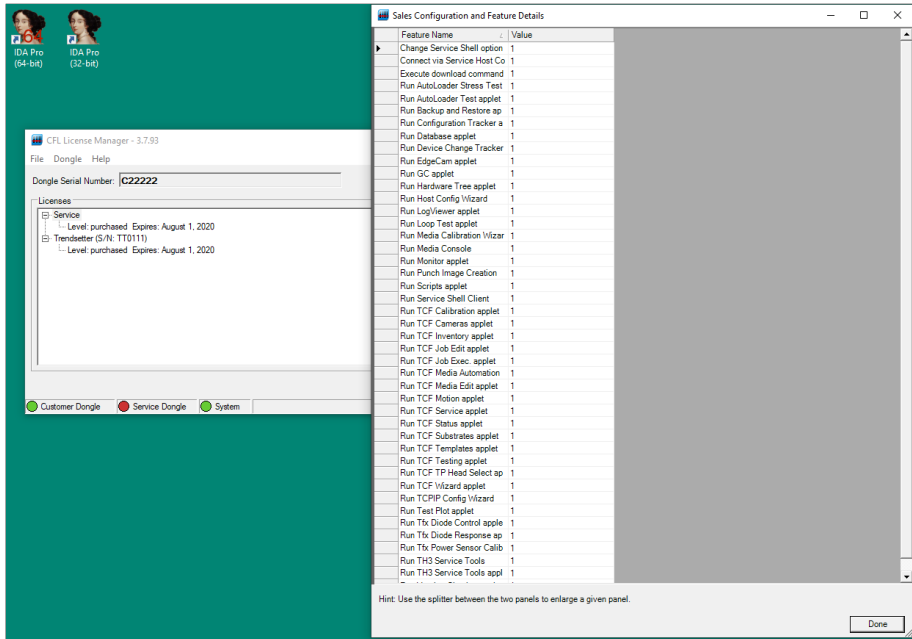 IDA Pro
(64-bit)
IDA Pro
(32-bit)
64
CFL License Manager - 3.7.93
File Dongle Help
Dongle Serial Number: C22222
Licenses
Service
Level: purchased Expires: August 1, 2020
Trendsetter (S/N: TT0111)
Level: purchased Expires: August 1, 2020
Customer Dongle Service Dongle System
Sales Configuration and Feature Details
Feature Name Value
Change Service Shell option 1
Connect via Service Host Co 1
Execute download command 1
Run AutoLoader Stress Test 1
Run AutoLoader Test applet 1
Run Backup and Restore ap 1
Run Configuration Tracker a 1
Run Database applet 1
Run Device Change Tracker 1
Run EdgeCam applet 1
Run GC applet 1
Run Hardware Tree applet 1
Run Host Config Wizard 1
Run LogViewer applet 1
Run Loop Test applet 1
Run Media Calibration Wizar 1
Run Media Console 1
Run Monitor applet 1
Run Punch Image Creation 1
Run Scripts applet 1
Run Service Shell Client 1
Run TCF Calibration applet 1
Run TCF Cameras applet 1
Run TCF Inventory applet 1
Run TCF Job Edit applet 1
Run TCF Job Exec. applet 1
Run TCF Media Automation 1
Run TCF Media Edit applet 1
Run TCF Motion applet 1
Run TCF Service applet 1
Run TCF Status applet 1
Run TCF Substrates applet 1
Run TCF Templates applet 1
Run TCF Testing applet 1
Run TCF TP Head Select ap 1
Run TCF Wizard applet 1
Run TCPIP Config Wizard 1
Run Test Plot applet 1
Run Tfx Diode Control apple 1
Run Tfx Diode Response ap 1
Run Tfx Power Sensor Calib 1
Run TH3 Service Tools 1
Run TH3 Service Tools appl 1
Hint: Use the splitter between the two panels to enlarge a given panel.
Done